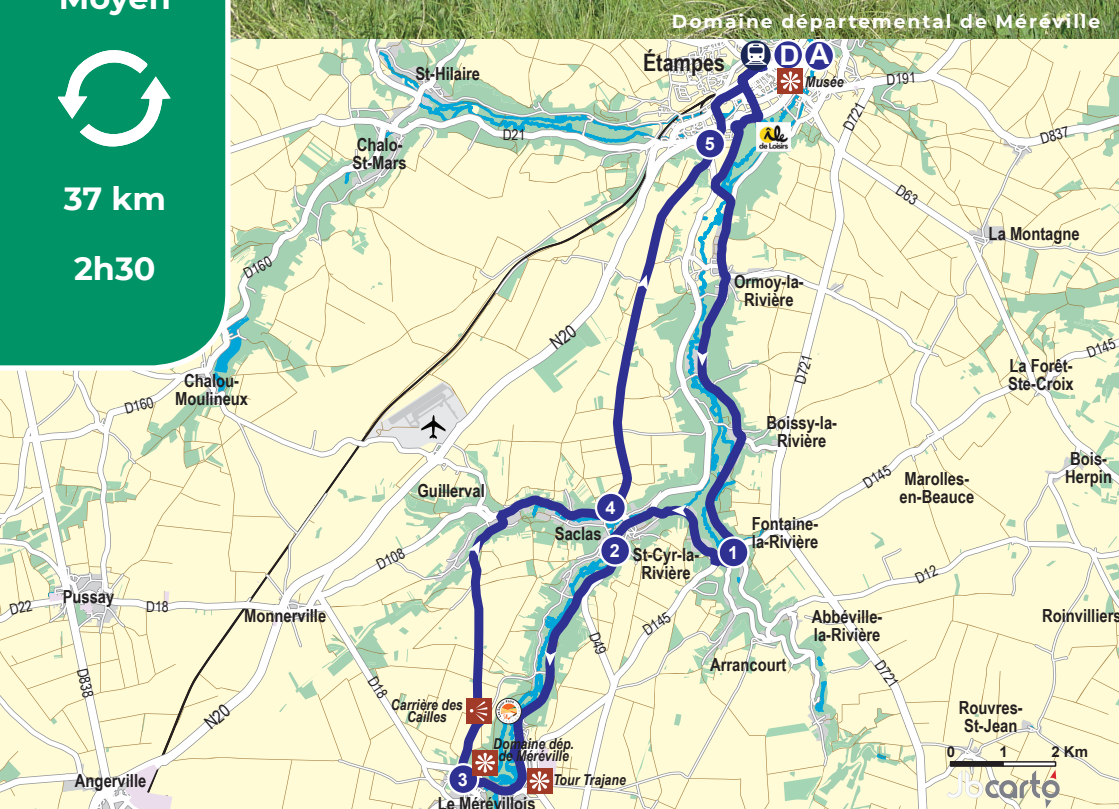 Moyen
37 km
2h30
Domaine départemental de Méréville
Étampes
D
A
Musée
D191
St-Hilaire
île
de Loisirs
D721
D837
D21
5
Chalo-
St-Mars
D63
La Montagne
D160
Ormoy-la-
Rivière
N20
D721
D145
La Forêt-
Ste-Croix
Chalou-
Moulineux
D160
Boissy-la-
Rivière
Bois-
Herpin
D145
Marolles-
en-Beauce
Guillerval
4
Saclas
Fontaine-
la-Rivière
2
1
St-Cyr-la-
Rivière
D108
D12
Pussay
D22
D18
Monnerville
D145
D49
Abbéville-
la-Rivière
Roinvilliers
Arrancourt
D838
D18
D721
N20
Carrière des
Cailles
Rouvres-
St-Jean
Domaine dép.
de Méréville
0 1 2 Km
3
Tour Trajane
Angerville
Le Mérévillois
Jbcarto